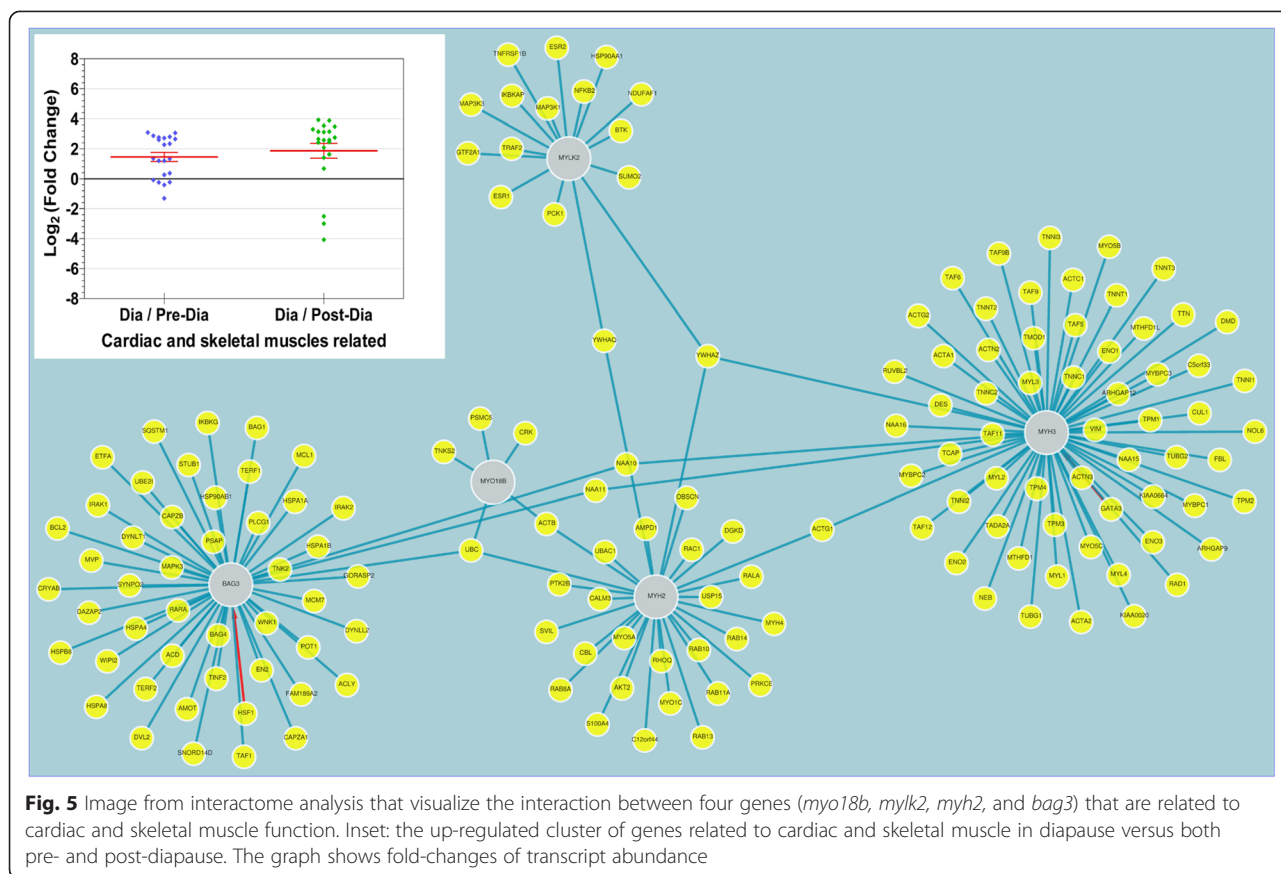 8
6
4
2
0
-2
-4
-6
-8
Log2 (Fold Change)
Dia / Pre-Dia
Dia / Post-Dia
Cardiac and skeletal muscles related
ESR2
TNFRSF1B
HSP90AA1
NFKB2
IKBKAP
NDUFAF1
MAP3K3
MAP3K1
BTK
TRAF2
GTF2A1
MYLK2
SUMO2
ESR1
PCK1
YWHAQ
YWHAZ
TNNI3
MYO5B
TAF9B
TNNT3
TAF6
ACTC1
TAF9
TNNT1
TNNT2
TTN
ACTG2
TAF5
MTHFD1L
DMD
TMOD1
ACTN2
ENO1
ACTA1
C5orf33
RUVBL2
MYBPC3
TNNC1
MYL3
TNNI1
TNNC2
ARHGAP12
DES
CUL1
TPM1
NAA16
VIM
NOL6
MYH3
TAF11
TCAP
TUBG2
FBL
NAA15
MYBPC2
MYL2
ACTN3
TPM4
KIAA0664
TPM2
TNNI2
MYBPC1
GATA3
TAF12
TADA2A
TPM3
ENO3
ARHGAP9
MYO5C
ENO2
MTHFD1
MYL1
MYL4
RAD1
NEB
TUBG1
ACTA2
KIAA0020
PSMC5
CRK
TNKS2
MYO18B
NAA10
NAA11
OBSCN
ACTB
AMPD1
ACTG1
DGKD
UBC
UBAC1
RAC1
PTK2B
RALA
CALM3
MYH2
USP15
SVIL
MYH4
MYO5A
RAB14
CBL
RAB10
RHOQ
RAB8A
AKT2
PRKCE
RAB11A
MYO1C
S100A4
C12orf44
RAB13
IKBKG
SQSTM1
BAG1
ETFA
STUB1
MCL1
TERF1
UBE2I
HSP90AB1
HSPA1A
IRAK1
IRAK2
CAPZB
PLCG1
BCL2
DYNLT1
PSAP
HSPA1B
MVP
MAPK3
TNK2
GORASP2
CRYAB
SYNPO2
BAG3
MCM7
DAZAP2
RARA
WNK1
DYNLL2
HSPA4
BAG4
POT1
HSPB8
WIPI2
ACD
EN2
TINF2
ACLY
TERF2
FAM189A2
HSPA8
AMOT
HSF1
DVL2
CAPZA1
SNORD14D
TAF1
Fig. 5 Image from interactome analysis that visualize the interaction between four genes (myo18b, mylk2, myh2, and bag3) that are related to
cardiac and skeletal muscle function. Inset: the up-regulated cluster of genes related to cardiac and skeletal muscle in diapause versus both
pre- and post-diapause. The graph shows fold-changes of transcript abundance